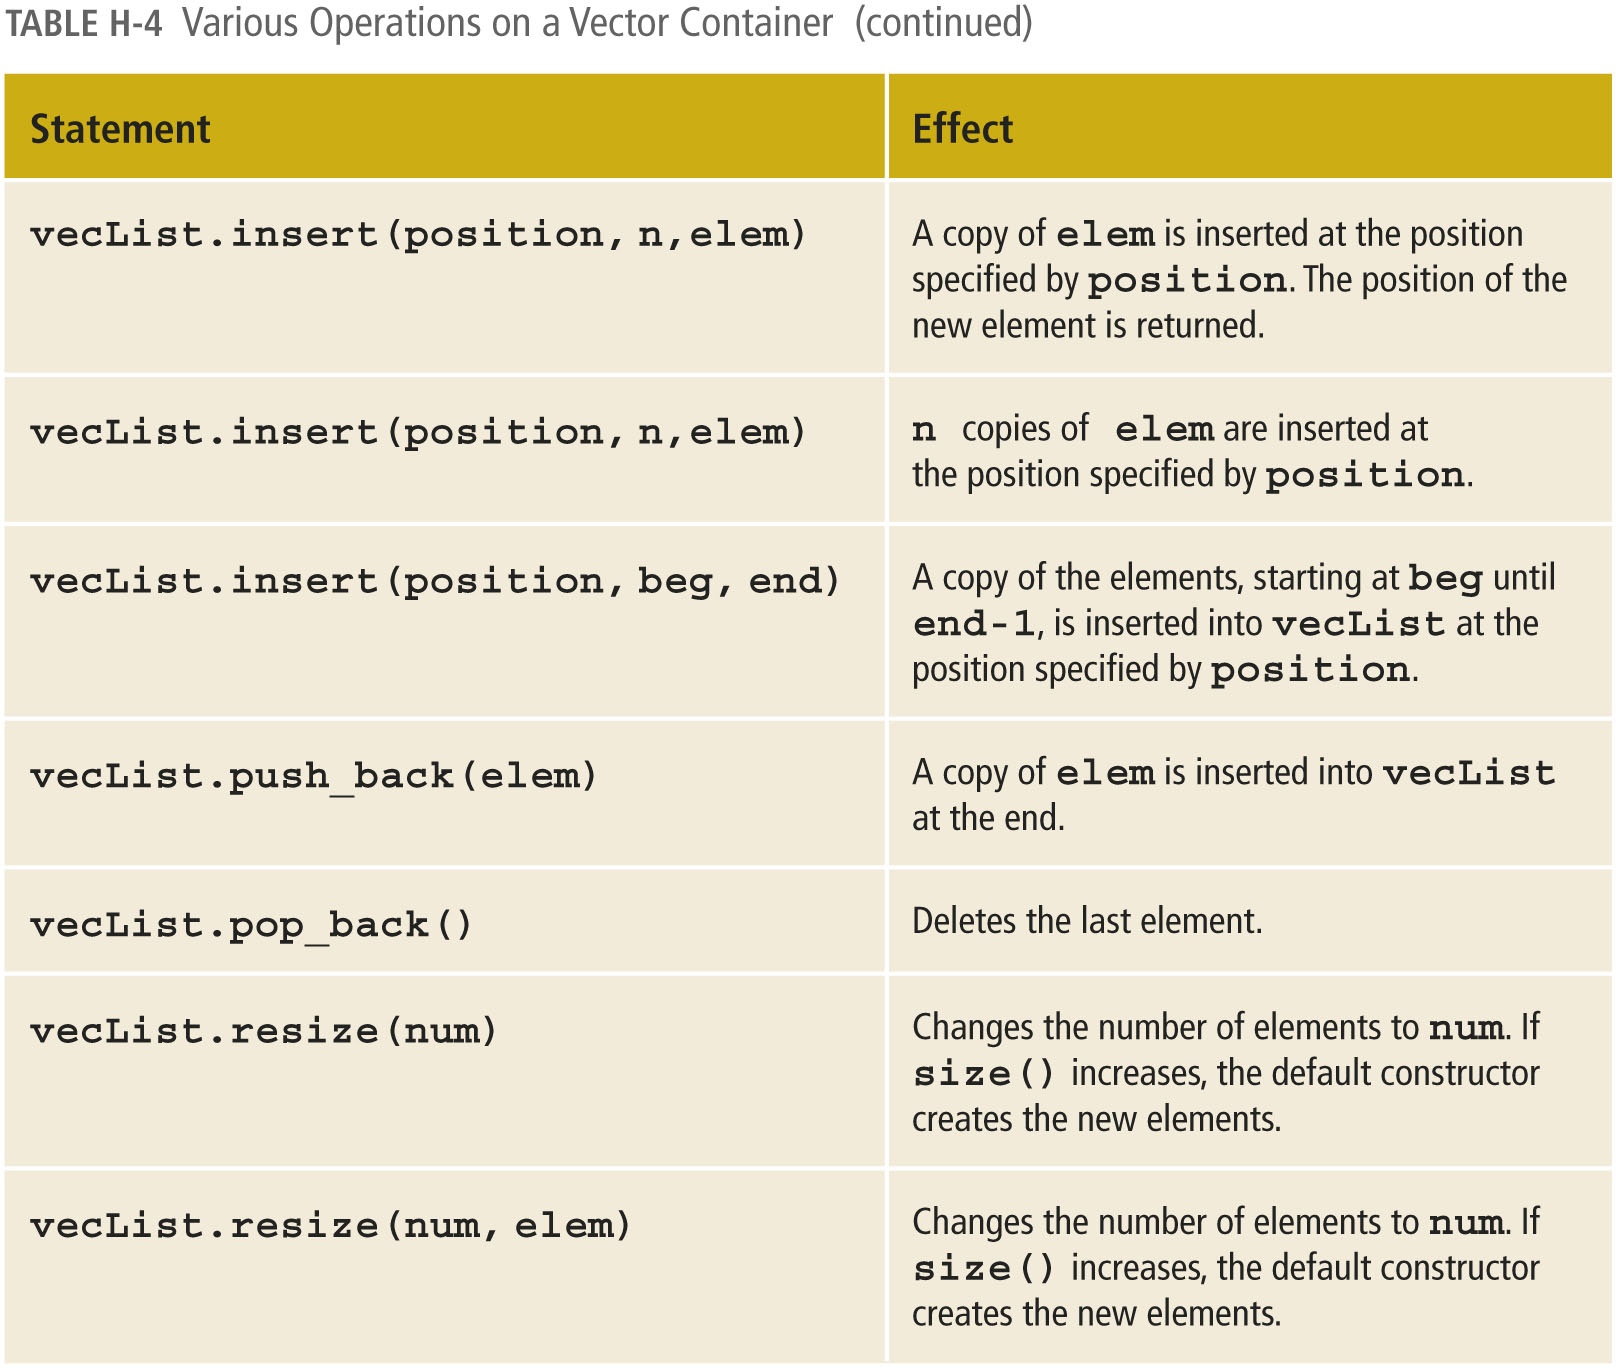 TABLE H-4 Various Operations on a Vector Container (continued)
Statement
Effect
vecList.insert(position, n,elem)
A copy of elem is inserted at the position
specified by position. The position of the
new element is returned.
vecList.insert(position, n,elem)
n copies of elem are inserted at
the position specified by position.
vecList.insert(position, beg, end)
A copy of the elements, starting at beg until
end-1, is inserted into vecList at the
position specified by position.
vecList.push_back(elem)
A copy of elem is inserted into vecList
at the end.
vecList.pop_back()
Deletes the last element.
vecList.resize(num)
Changes the number of elements to num. If
size() increases, the default constructor
creates the new elements.
vecList.resize(num, elem)
Changes the number of elements to num. If
size() increases, the default constructor
creates the new elements.